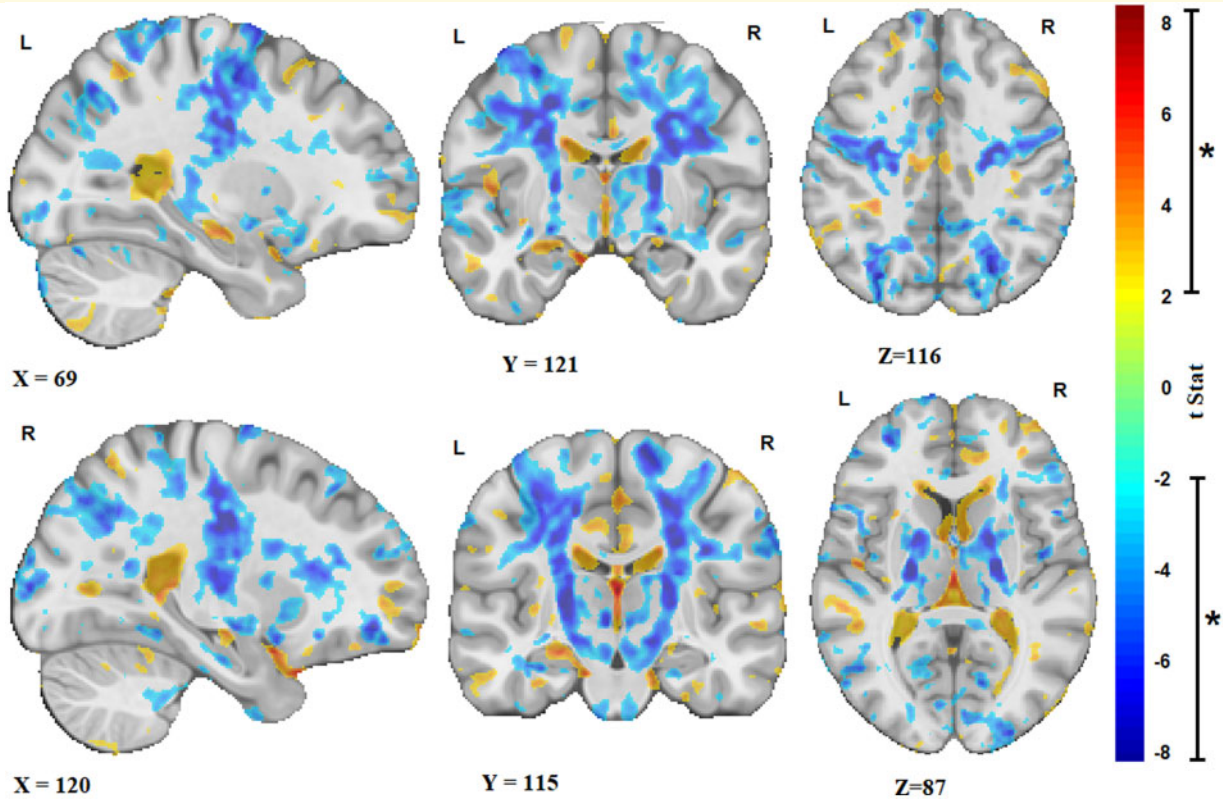 L
L R
L R
X = 69
Y = 121
Z=116
R
L R
L R
X = 120
Y = 115
Z=87
8
6
4
2
0
-2
-4
-6
-8
*
*
t Stat